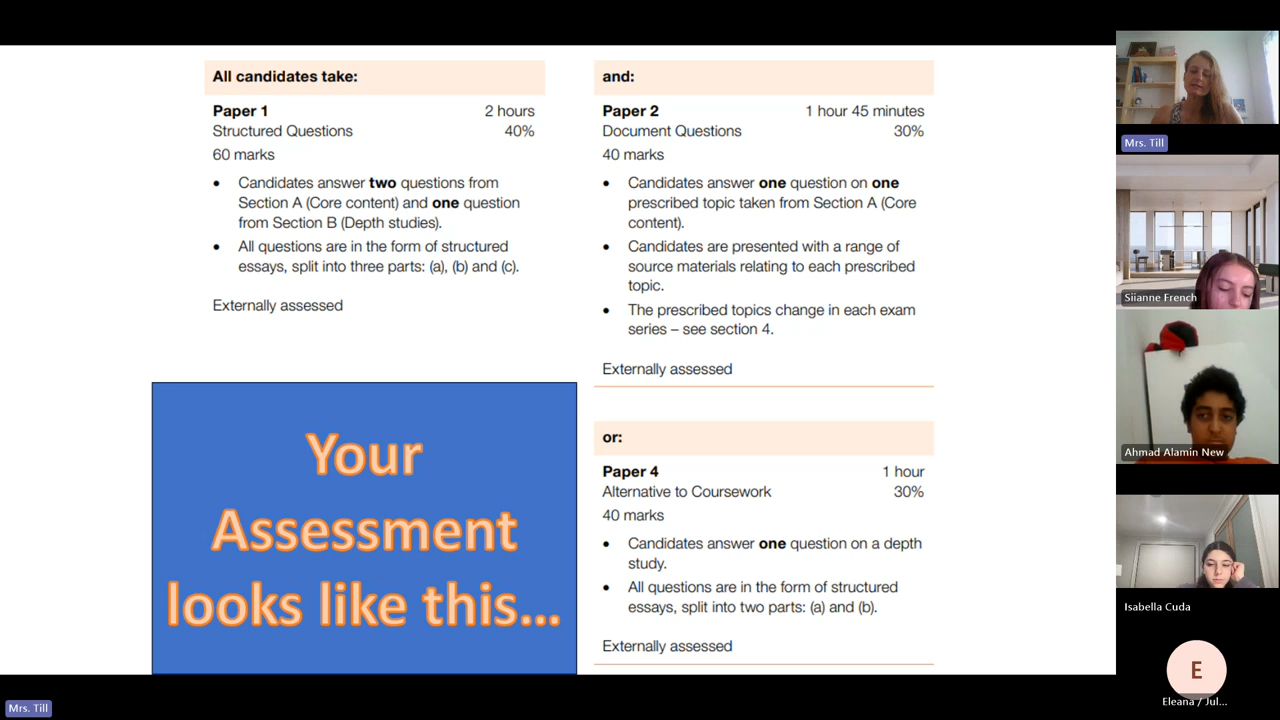 All candidates take:
Paper 1 2 hours
Structured Questions 40%
60 marks
• Candidates answer two questions from
Section A (Core content) and one question
from Section B (Depth studies).
• All questions are in the form of structured
essays, split into three parts: (a), (b) and (c).
Externally assessed
and:
Paper 2 1 hour 45 minutes
Document Questions 30%
40 marks
• Candidates answer one question on one
prescribed topic taken from Section A (Core
content).
• Candidates are presented with a range of
source materials relating to each prescribed
topic.
• The prescribed topics change in each exam
series – see section 4.
Externally assessed
or:
Paper 4 1 hour
Alternative to Coursework 30%
40 marks
• Candidates answer one question on a depth
study.
• All questions are in the form of structured
essays, split into two parts: (a) and (b).
Externally assessed
Your
Assessment
looks like this...
Mrs. Till
Mrs. Till
Siianne French
Ahmad Alamin New
Isabella Cuda
E
Eleana / Jul...